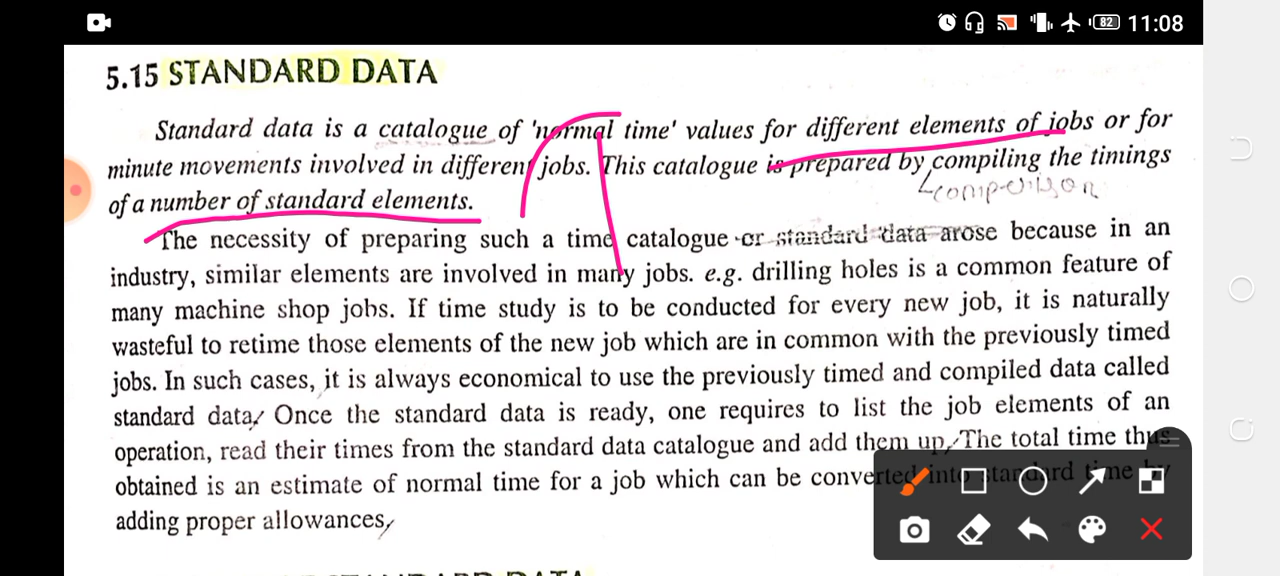 82 11:08
5.15 STANDARD DATA
Standard data is a catalogue of 'normal time' values for different elements of jobs or for
minute movements involved in different jobs. This catalogue is prepared by compiling the timings
comparison
of a number of standard elements.
The necessity of preparing such a time catalogue or standard data arose because in an
industry, similar elements are involved in many jobs. e.g. drilling holes is a common feature of
many machine shop jobs. If time study is to be conducted for every new job, it is naturally
wasteful to retime those elements of the new job which are in common with the previously timed
jobs. In such cases, it is always economical to use the previously timed and compiled data called
standard data. Once the standard data is ready, one requires to list the job elements of an
operation, read their times from the standard data catalogue and add them up. The total time thus
obtained is an estimate of normal time for a job which can be converted into standard time by
adding proper allowances.
STANDARD DATA